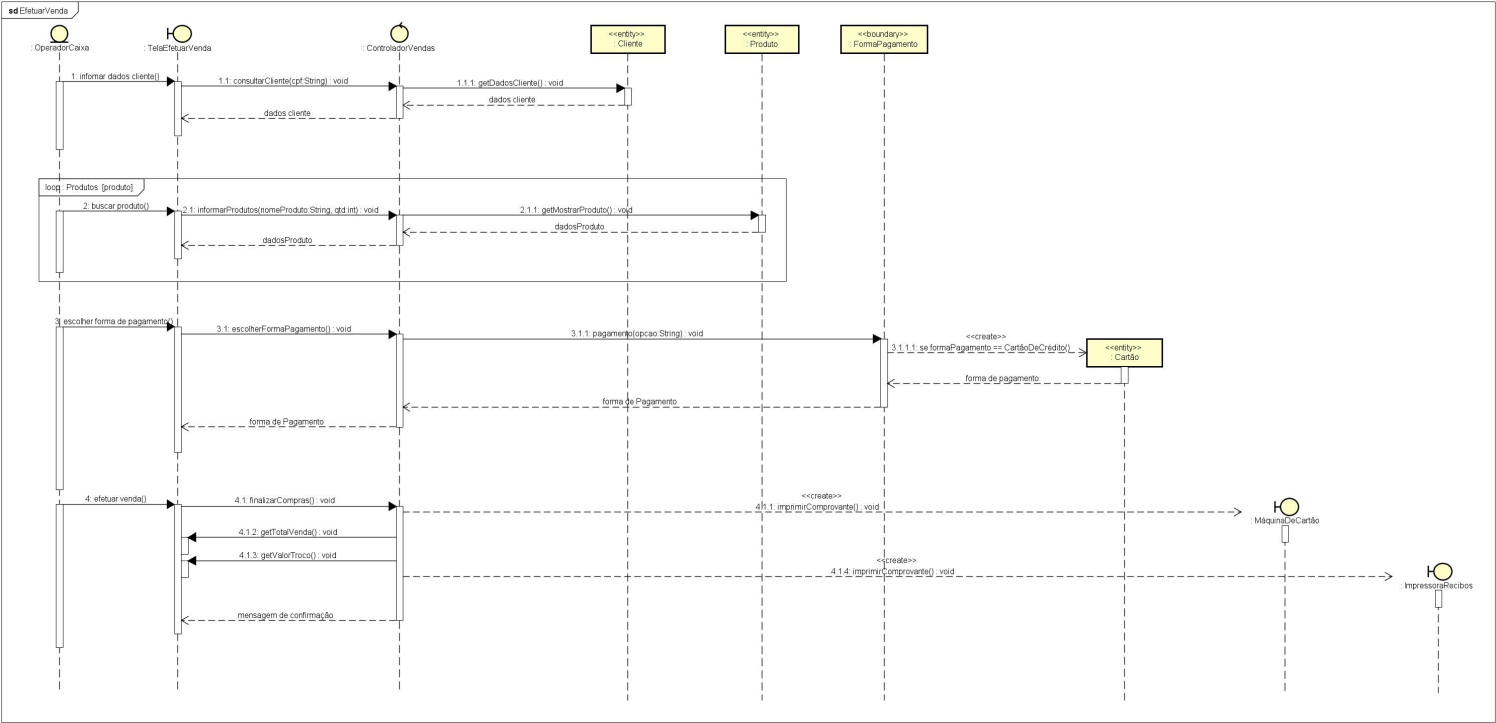 sd EfetuarVenda
: OperadorCaixa
: TelaEfetuarVenda
: ControladorVendas
<<entity>>
: Cliente
<<entity>>
: Produto
<<boundary>>
: FormaPagamento
1: infomar dados cliente()
1.1: consultarCliente(cpf:String) : void
1.1.1: getDadosCliente() : void
dados cliente
dados cliente
loop : Produtos [produto]
2: buscar produto()
2.1: informarProdutos(nomeProduto:String, qtd:int) : void
2.1.1: getMostrarProduto() : void
dadosProduto
dadosProduto
3: escolher forma de pagamento()
3.1: escolherFormaPagamento() : void
3.1.1: pagamento(opcao:String) : void
<<create>>
3.1.1.1: se formaPagamento == CartãoDeCrédito()
<<entity>>
: Cartão
forma de pagamento
forma de Pagamento
forma de Pagamento
4: efetuar venda()
4.1: finalizarCompras() : void
<<create>>
4.1.1: imprimirComprovante() : void
: MáquinaDeCartão
4.1.2: getTotalVenda() : void
4.1.3: getValorTroco() : void
<<create>>
4.1.4: imprimirComprovante() : void
: ImpressoraRecibos
mensagem de confirmação